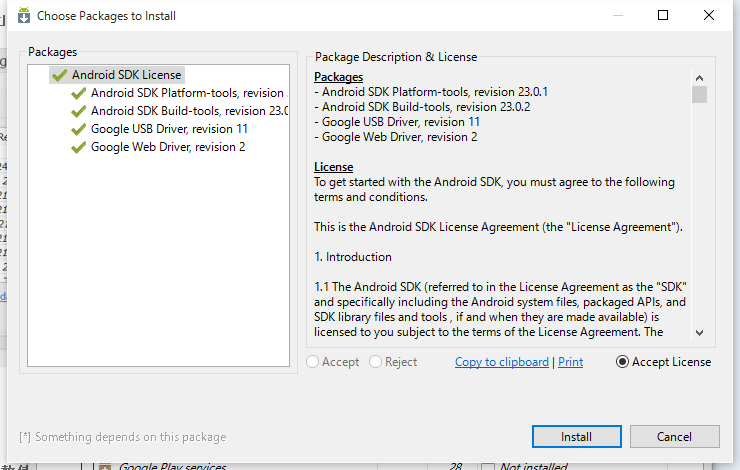 Choose Packages to Install
Packages
Android SDK License
Android SDK Platform-tools, revision
Android SDK Build-tools, revision 23.0
Google USB Driver, revision 11
Google Web Driver, revision 2
Package Description & License
Packages
- Android SDK Platform-tools, revision 23.0.1
- Android SDK Build-tools, revision 23.0.2
- Google USB Driver, revision 11
- Google Web Driver, revision 2
License
To get started with the Android SDK, you must agree to the following
terms and conditions.
This is the Android SDK License Agreement (the "License Agreement").
1. Introduction
1.1 The Android SDK (referred to in the License Agreement as the "SDK"
and specifically including the Android system files, packaged APIs, and
SDK library files and tools , if and when they are made available) is
licensed to you subject to the terms of the License Agreement. The
Accept Reject Copy to clipboard | Print Accept License
[*] Something depends on this package
Install Cancel
Google Play services 28 Not installed